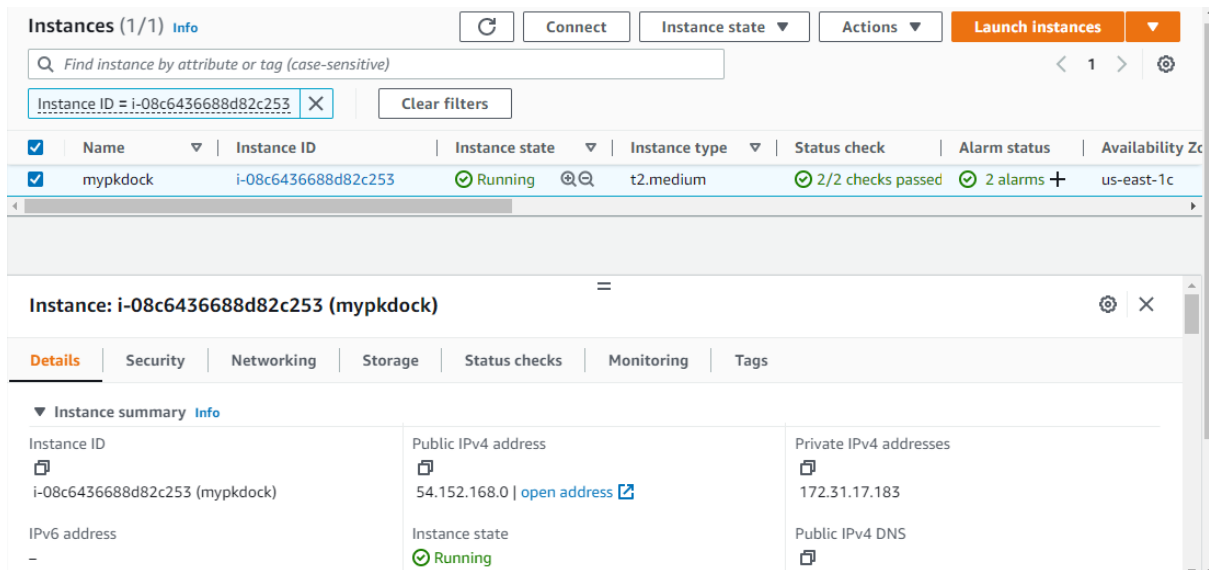 Instances (1/1) Info
Connect
Instance state
Actions
Launch instances
Find instance by attribute or tag (case-sensitive)
1
Instance ID = i-08c6436688d82c253
Clear filters
Name Instance ID Instance state Instance type Status check Alarm status Availability Zo
mypkdock i-08c6436688d82c253 Running t2.medium 2/2 checks passed 2 alarms + us-east-1c
Instance: i-08c6436688d82c253 (mypkdock)
Details Security Networking Storage Status checks Monitoring Tags
Instance summary Info
Instance ID
i-08c6436688d82c253 (mypkdock)
Public IPv4 address
54.152.168.0 | open address
Private IPv4 addresses
172.31.17.183
IPv6 address
–
Instance state
Running
Public IPv4 DNS